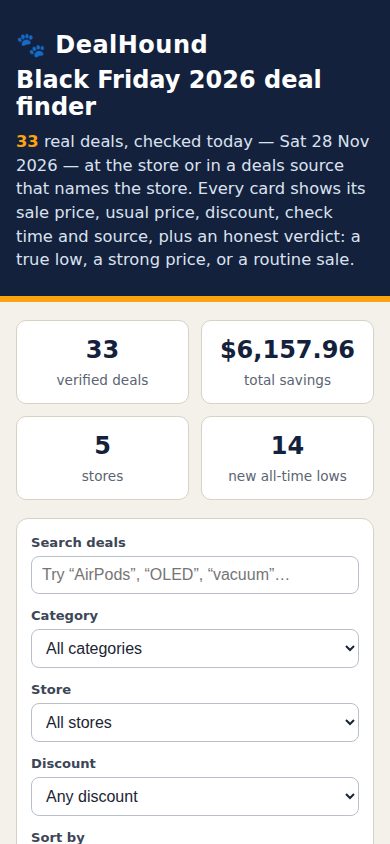 🐾 DealHound
Black Friday 2026 deal
finder
33 real deals, checked today — Sat 28 Nov
2026 — at the store or in a deals source
that names the store. Every card shows its
sale price, usual price, discount, check
time and source, plus an honest verdict: a
true low, a strong price, or a routine sale.
33
verified deals
$6,157.96
total savings
5
stores
14
new all-time lows
Search deals
Try “AirPods”, “OLED”, “vacuum”…
Category
All categories
Store
All stores
Discount
Any discount
Sort by